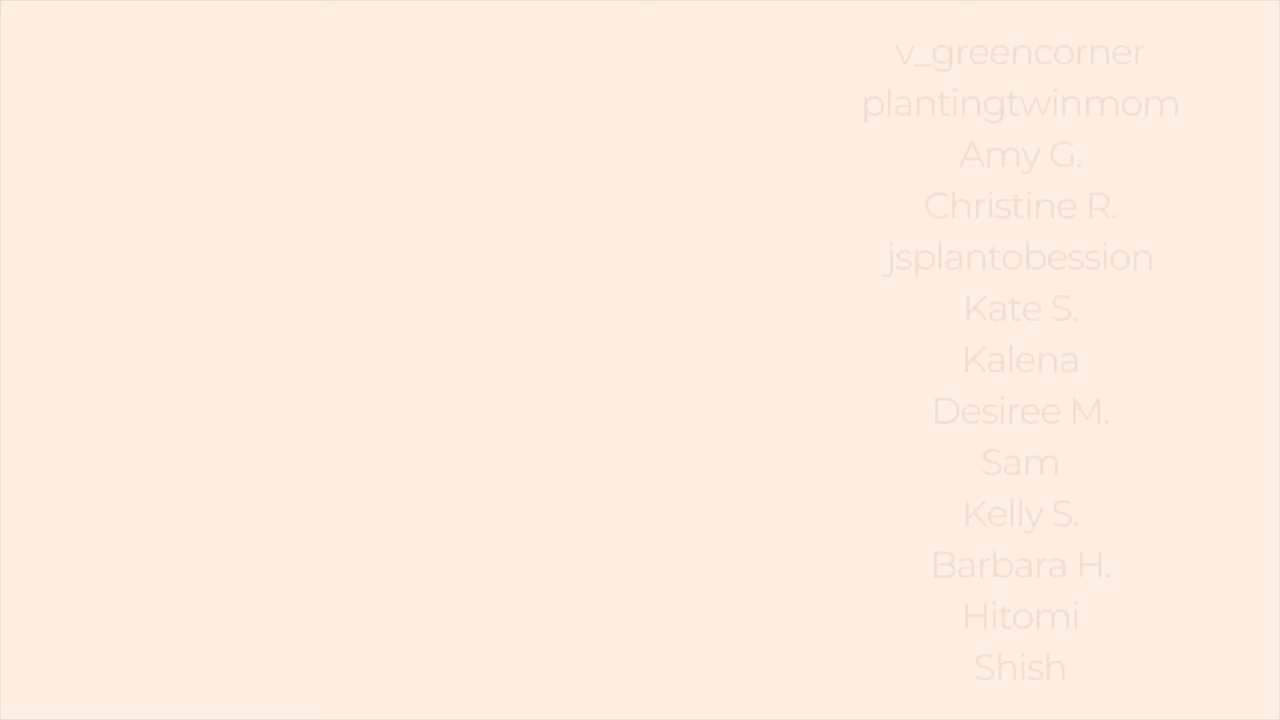 v_greencorner
plantingtwinmom
Amy G.
Christine R.
jsplantobession
Kate S.
Kalena
Desiree M.
Sam
Kelly S.
Barbara H.
Hitomi
Shish